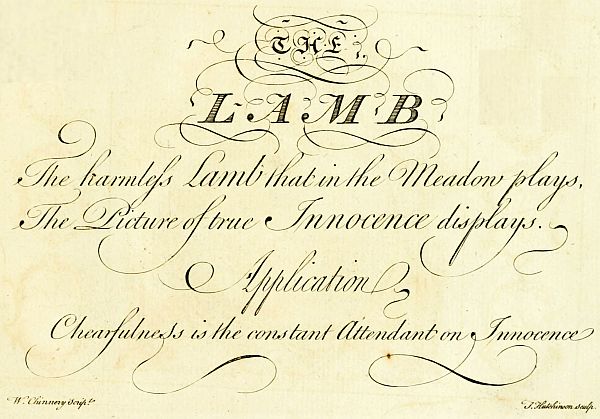 THE
LAMB
The harmleſs Lamb that in the Meadow plays,
The Picture of true Innocence displays.
Application
Chearfulneſs is the constant Attendant on Innocence
W. Chinnery Scrip.t
J. Hutchinson sculp.